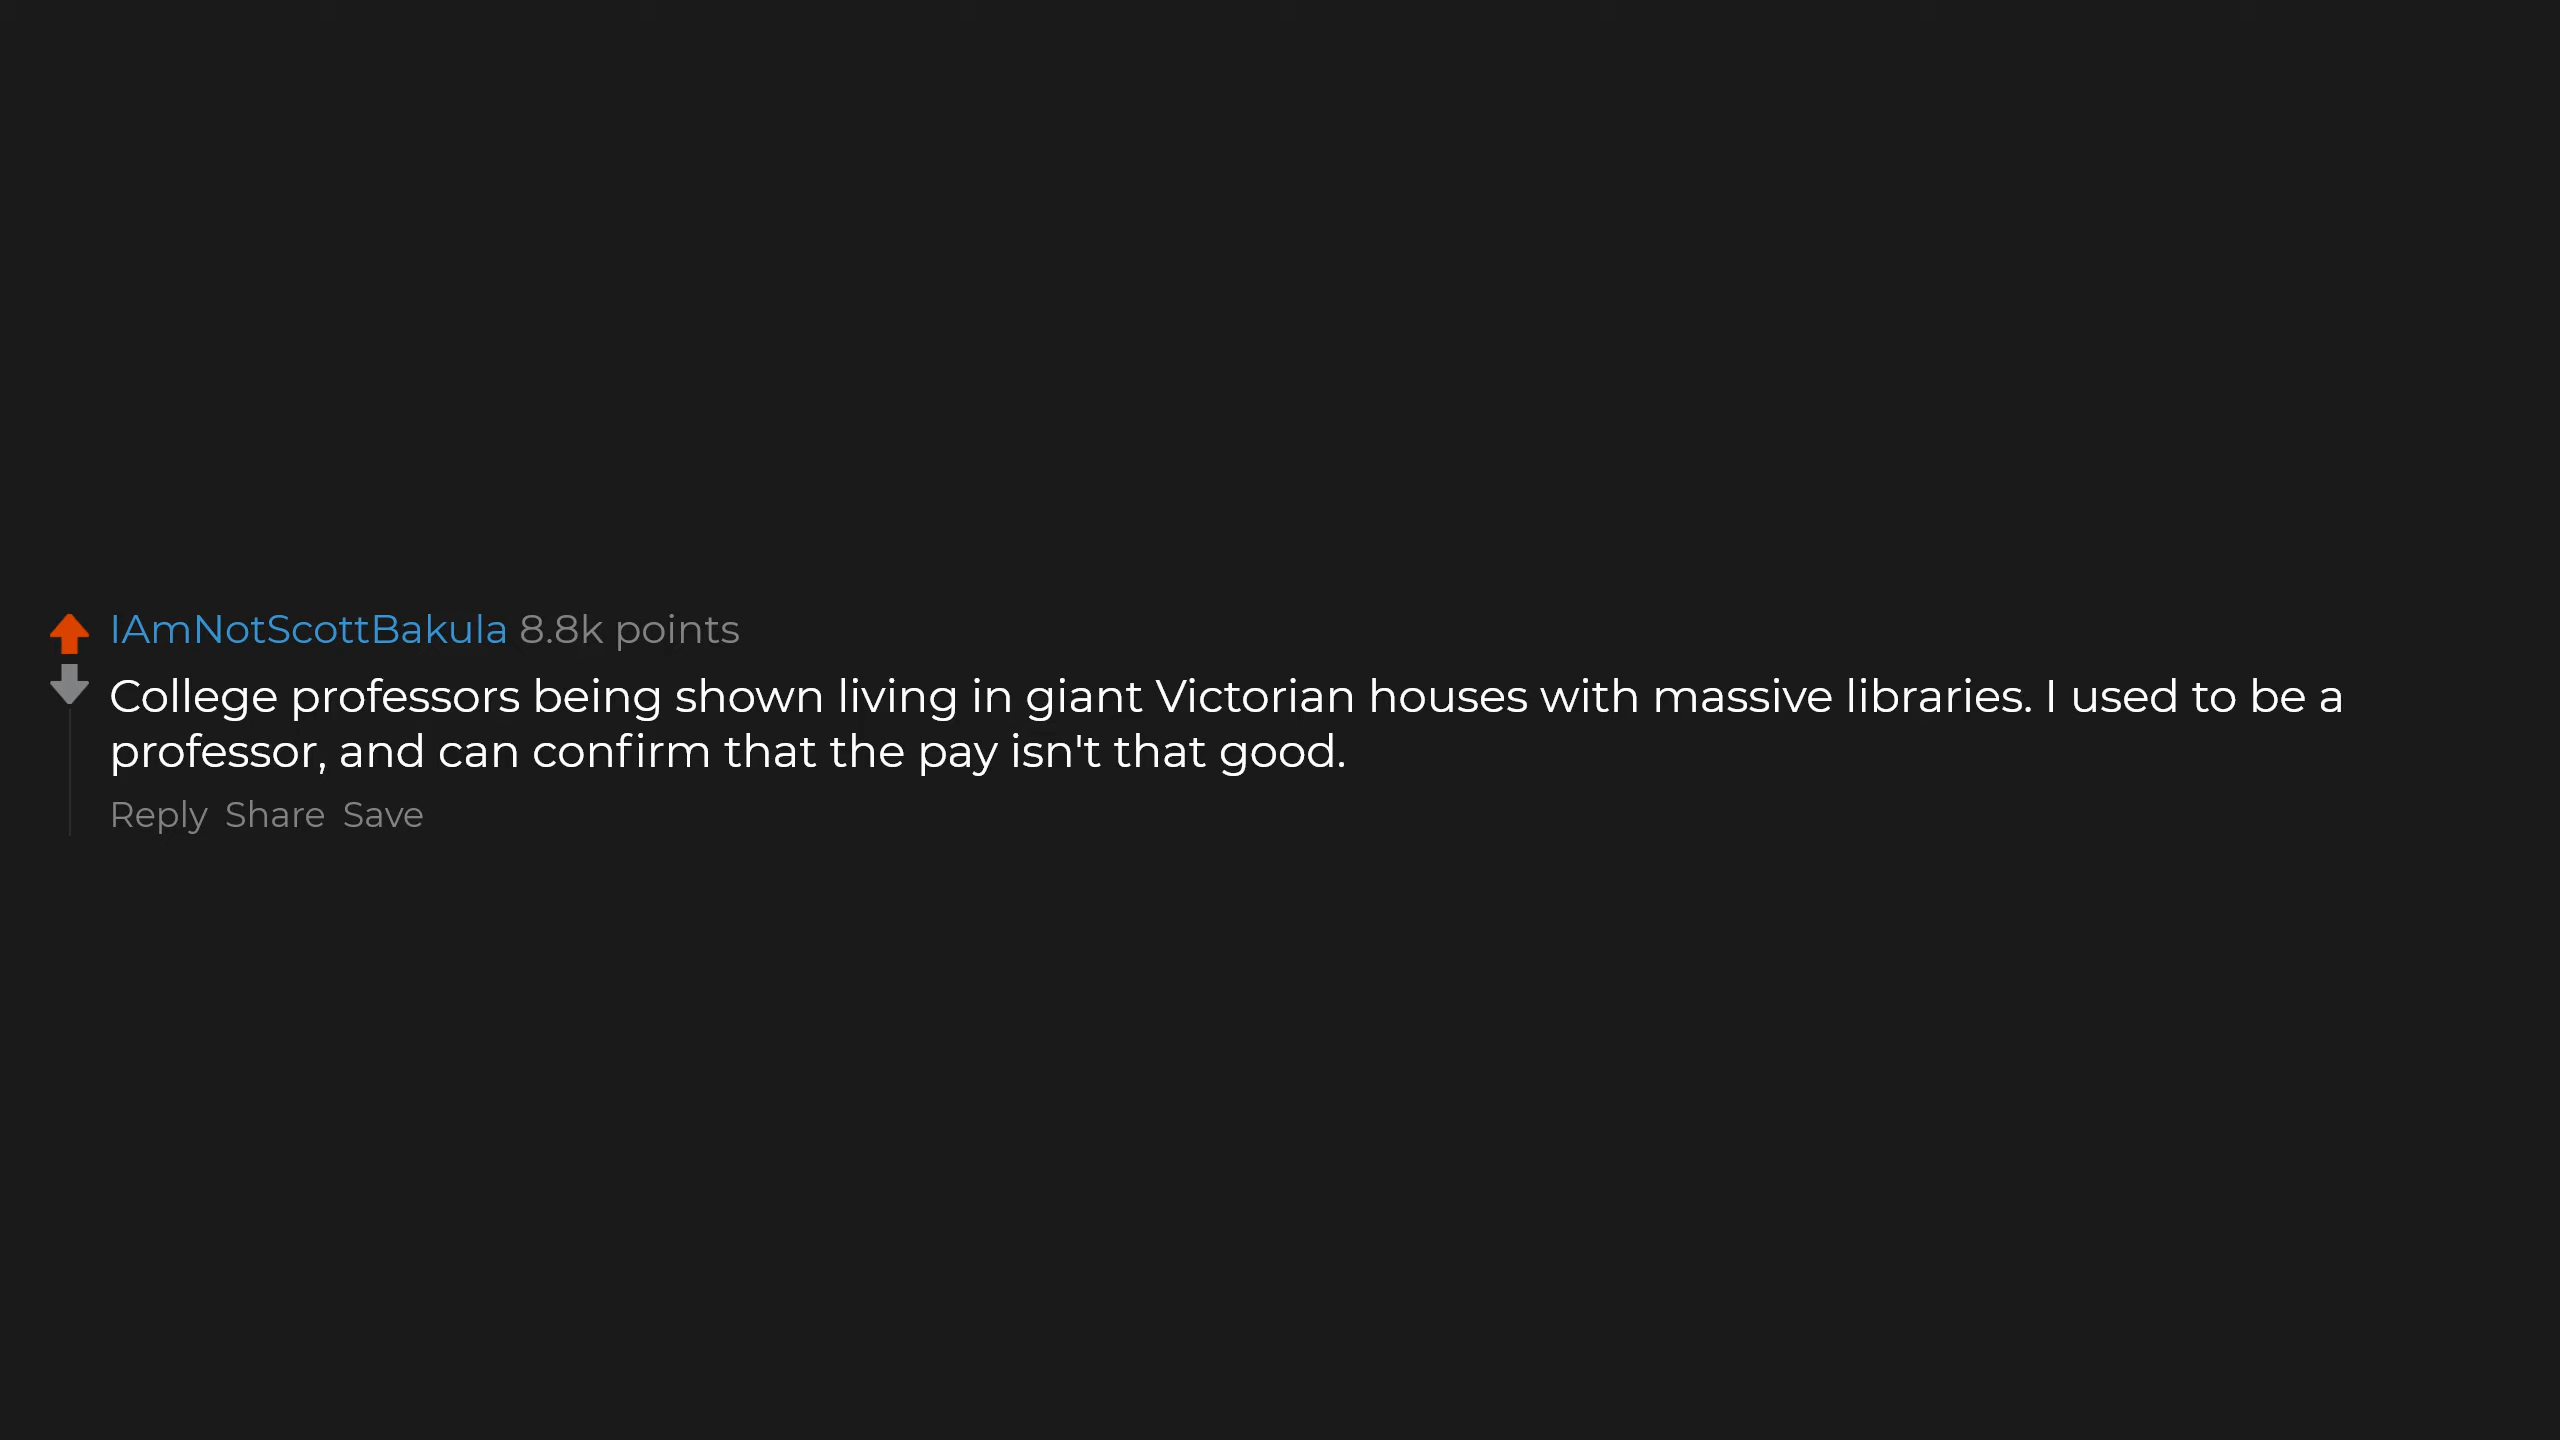 IAmNotScottBakula 8.8k points
College professors being shown living in giant Victorian houses with massive libraries. I used to be a
professor, and can confirm that the pay isn't that good.
Reply Share Save